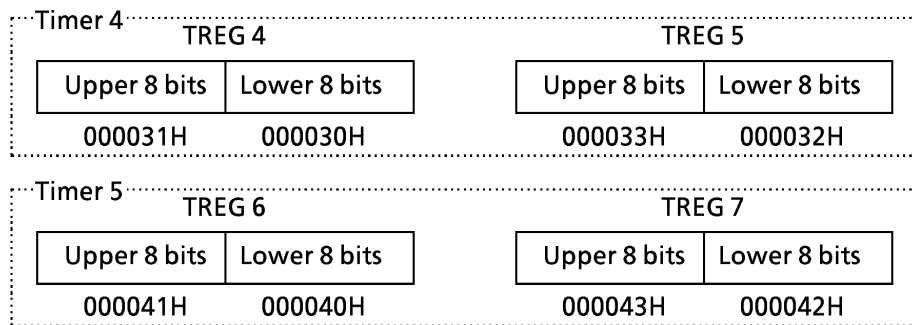 Timer 4
TREG 4 TREG 5
Upper 8 bits Lower 8 bits Upper 8 bits Lower 8 bits
000031H 000030H 000033H 000032H
Timer 5
TREG 6 TREG 7
Upper 8 bits Lower 8 bits Upper 8 bits Lower 8 bits
000041H 000040H 000043H 000042H